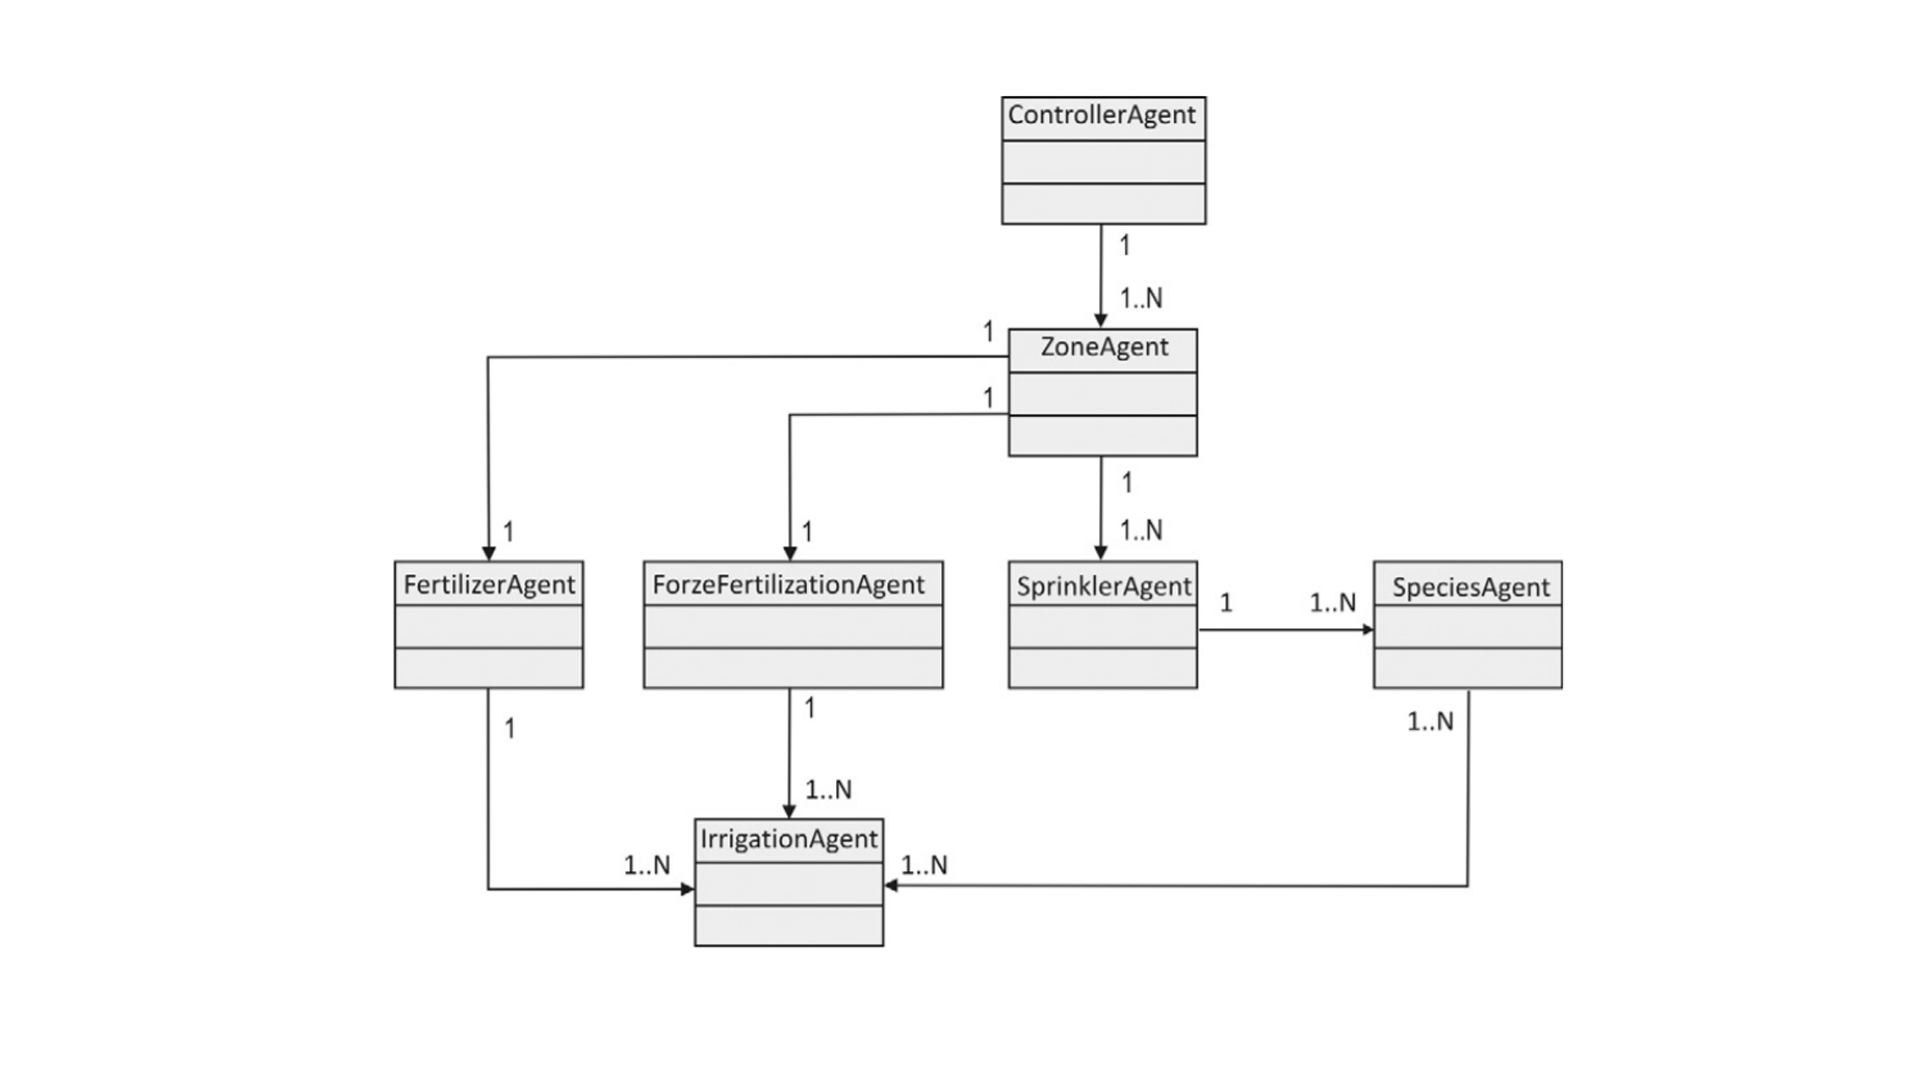 ControllerAgent
1
1..N
1
ZoneAgent
1
1
1
1
1..N
FertilizerAgent
ForzeFertilizationAgent
SprinklerAgent
1
1..N
SpeciesAgent
1
1
1..N
1..N
IrrigationAgent
1..N
1..N